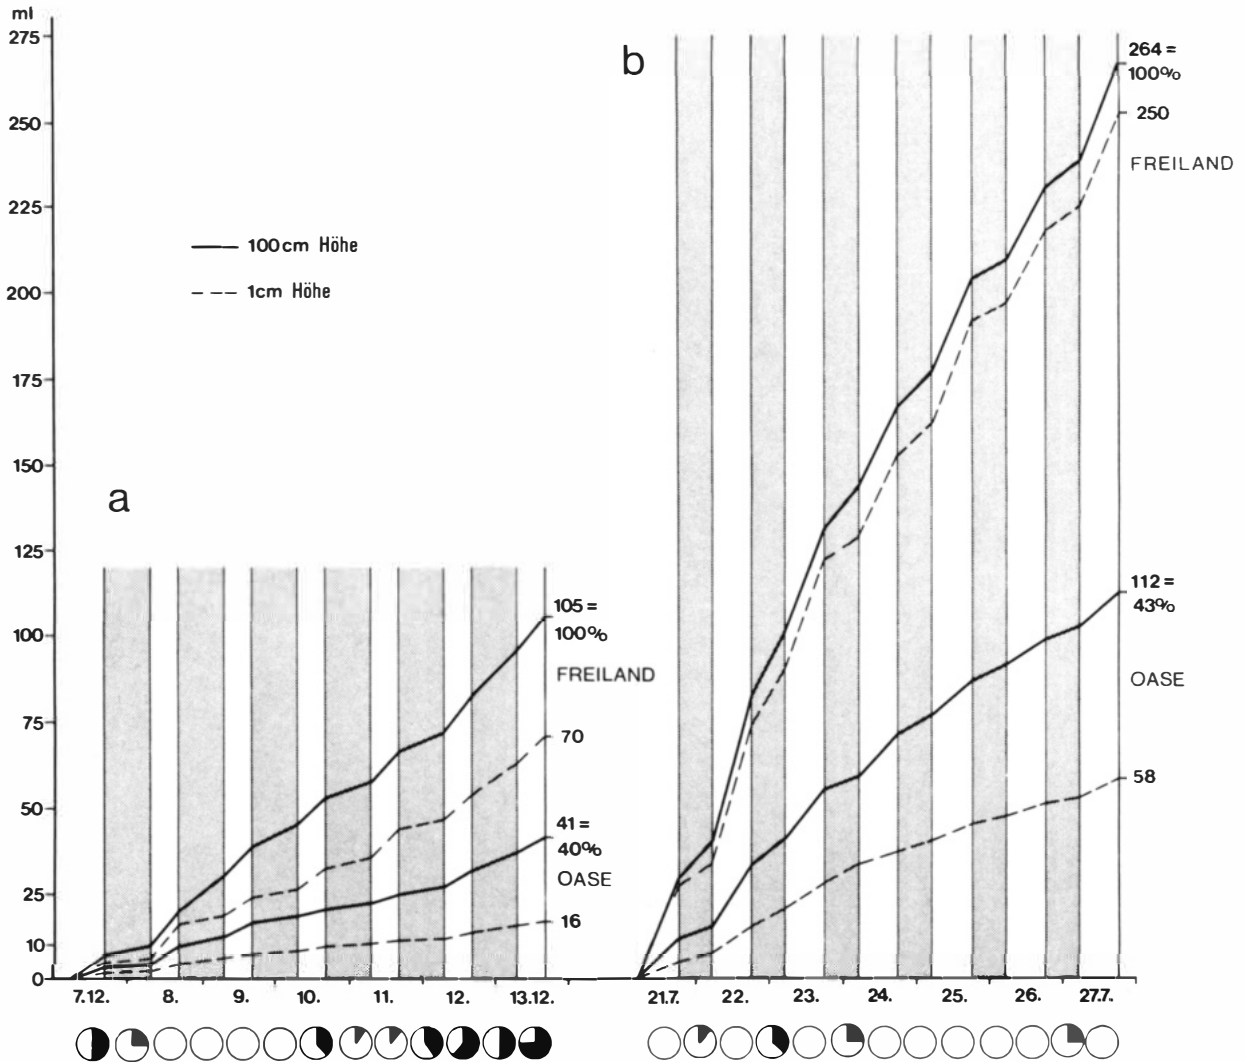 ml
275
250
225
200
175
150
125
100
75
50
25
10
0
100cm Höhe
1cm Höhe
a
105 =
100%
FREILAND
70
41 =
40%
OASE
16
7.12. 8. 9. 10. 11. 12. 13.12.
b
264 =
100%
250
FREILAND
112 =
43%
OASE
58
21.7. 22. 23. 24. 25. 26. 27.7.